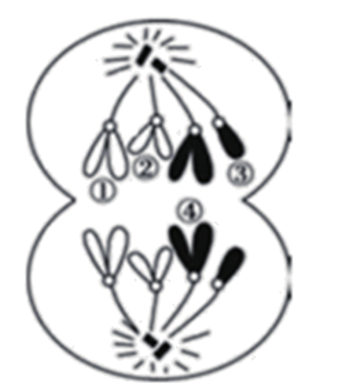 ①
②
③
④